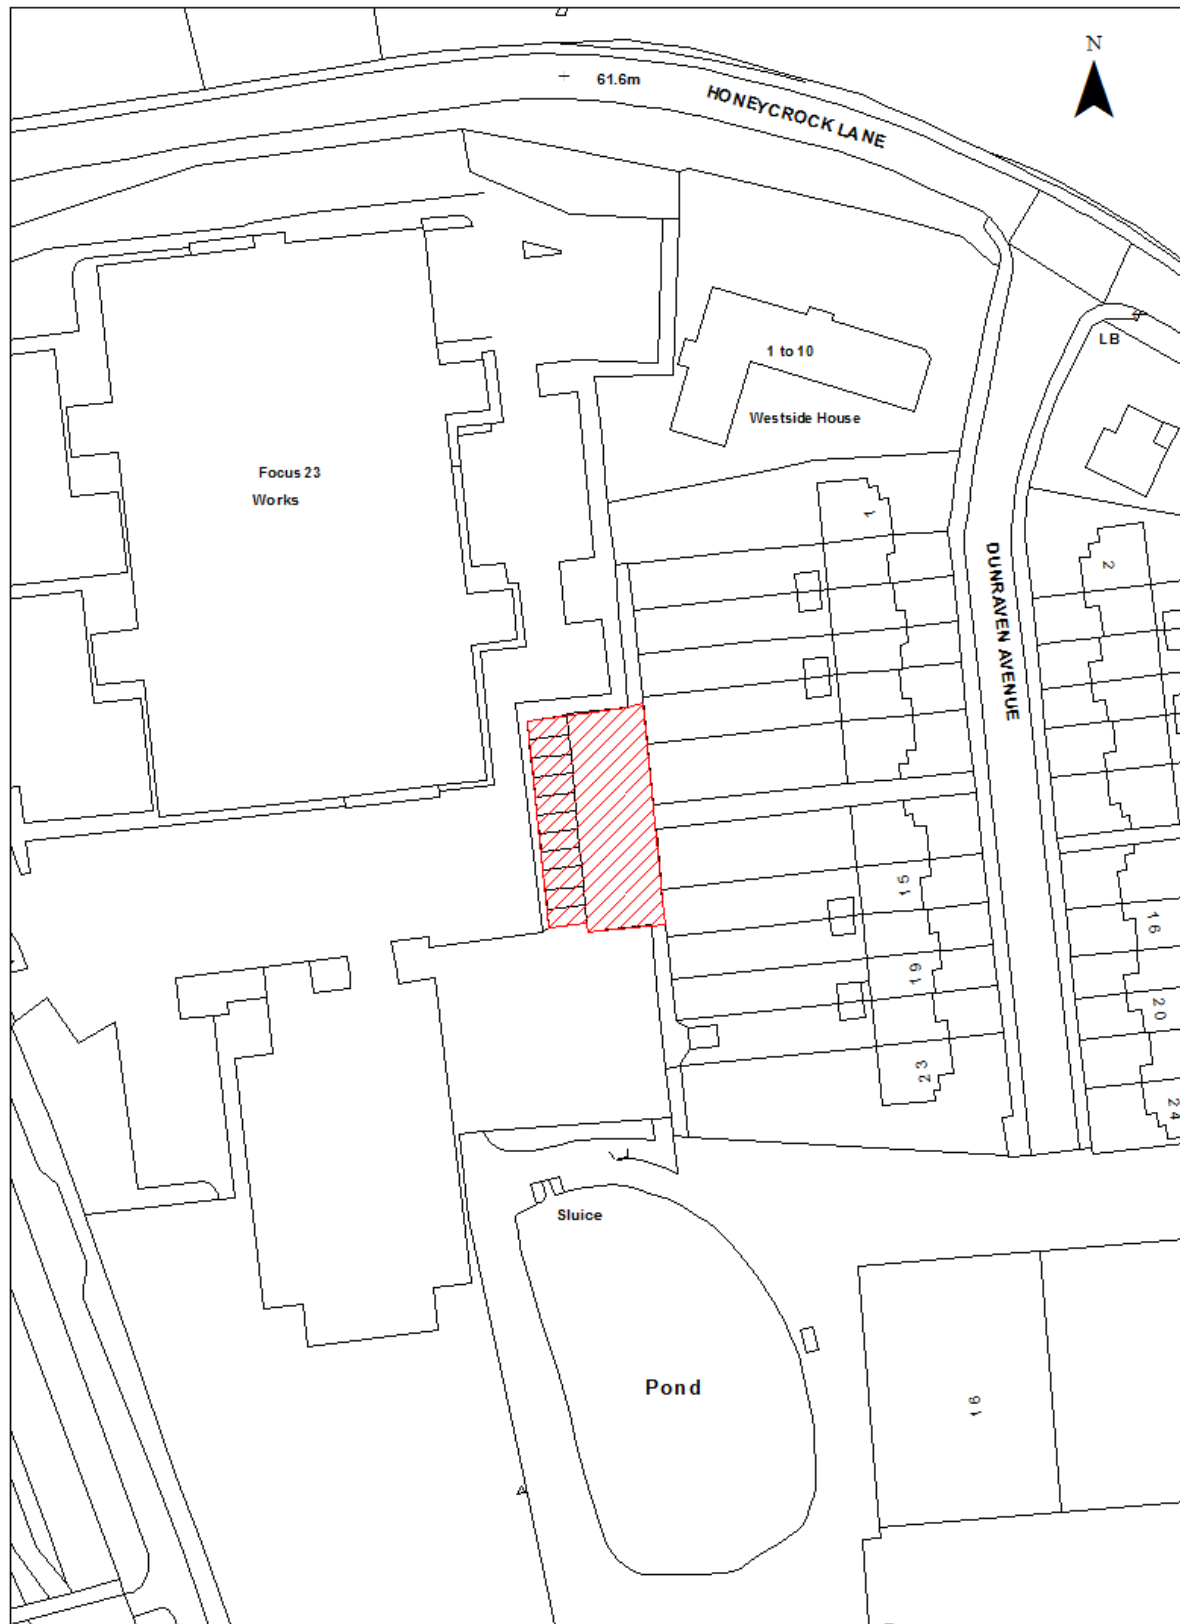 N
61.6m
HONEYCROCK LANE
LB
1 to 10
Westside House
Focus 23
Works
1
2
DUNRAVEN AVENUE
15
16
19
20
23
24
Sluice
Pond
16